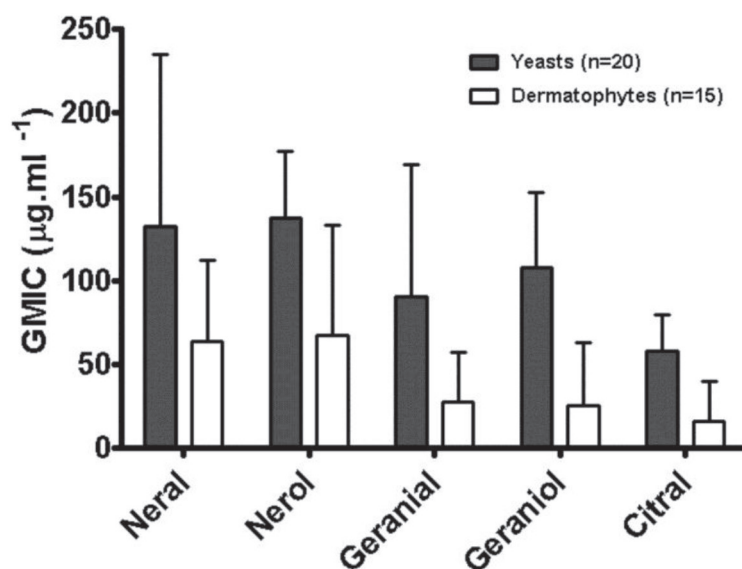 250
200
150
100
50
0
GMIC (µg.ml ⁻¹)
Yeasts (n=20)
Dermatophytes (n=15)
Neral
Nerol
Geranial
Geraniol
Citral